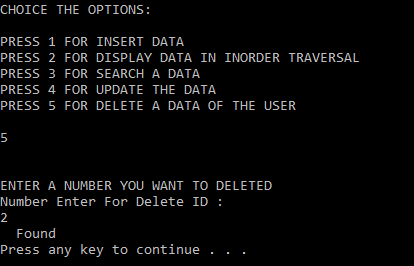 CHOICE THE OPTIONS:
PRESS 1 FOR INSERT DATA
PRESS 2 FOR DISPLAY DATA IN INORDER TRAVERSAL
PRESS 3 FOR SEARCH A DATA
PRESS 4 FOR UPDATE THE DATA
PRESS 5 FOR DELETE A DATA OF THE USER
5
ENTER A NUMBER YOU WANT TO DELETED
Number Enter For Delete ID :
2
Found
Press any key to continue . . .